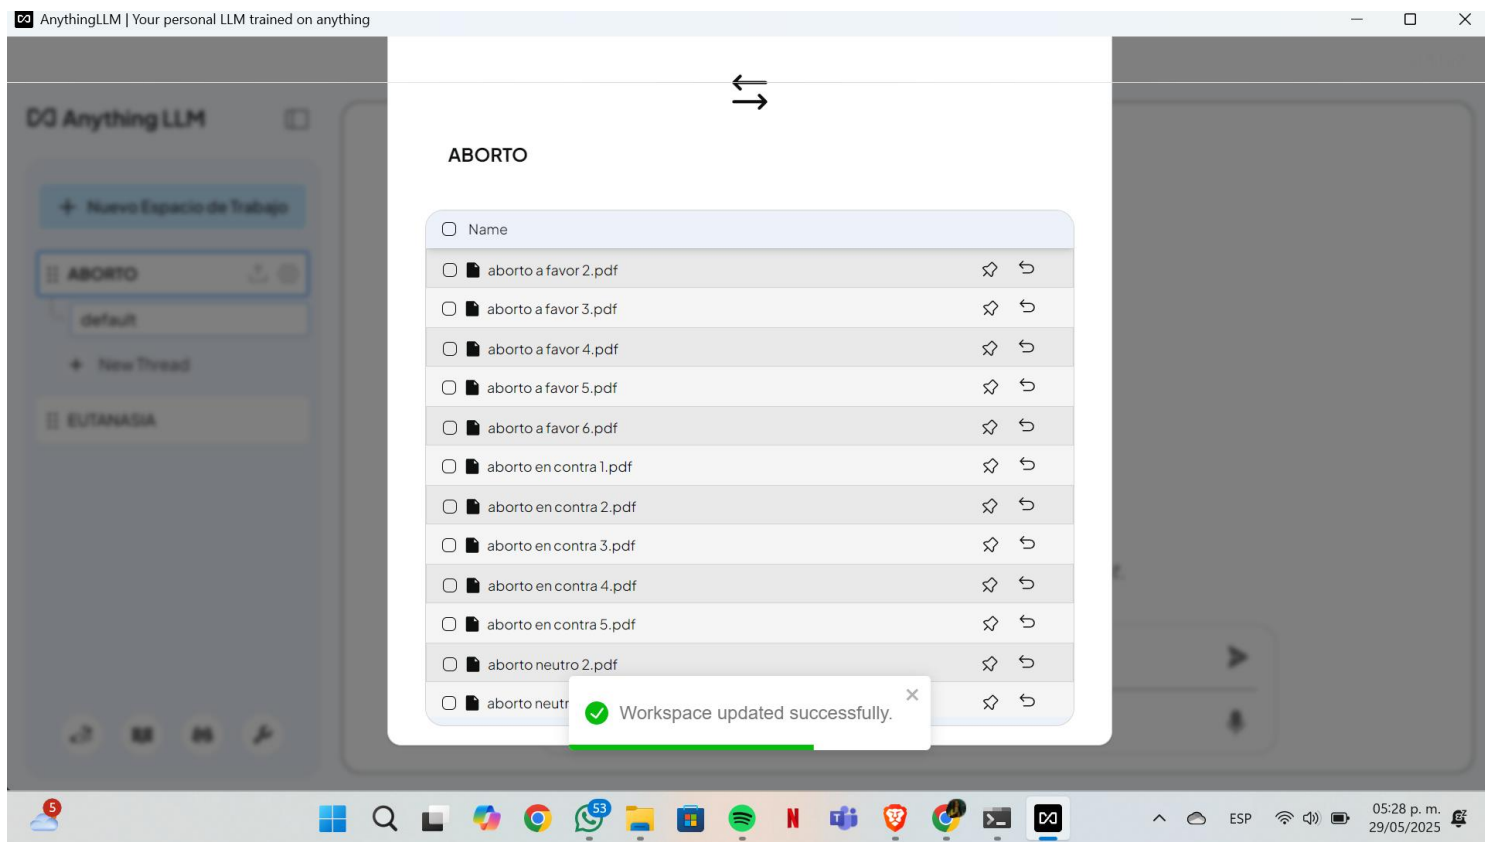 AnythingLLM | Your personal LLM trained on anything
Anything LLM
+ Nuevo Espacio de Trabajo
ABORTO
default
+ New Thread
EUTANASIA
ABORTO
Name
aborto a favor 2.pdf
aborto a favor 3.pdf
aborto a favor 4.pdf
aborto a favor 5.pdf
aborto a favor 6.pdf
aborto en contra 1.pdf
aborto en contra 2.pdf
aborto en contra 3.pdf
aborto en contra 4.pdf
aborto en contra 5.pdf
aborto neutro 2.pdf
aborto neutr
Workspace updated successfully.
5
53
N
ESP
05:28 p. m.
29/05/2025